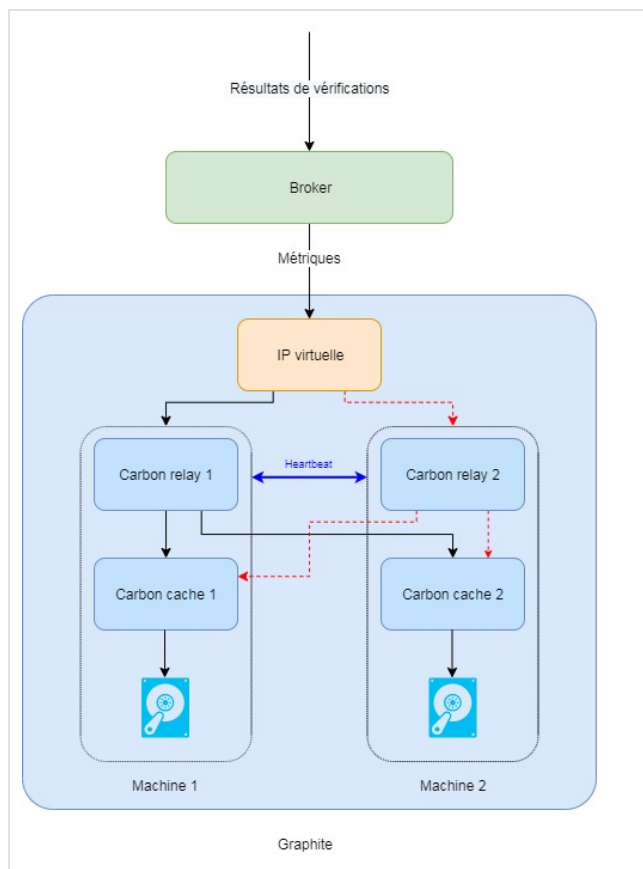 Résultats de vérifications
Broker
Métriques
IP virtuelle
Carbon relay 1
Heartbeat
Carbon relay 2
Carbon cache 1
Carbon cache 2
Machine 1
Machine 2
Graphite